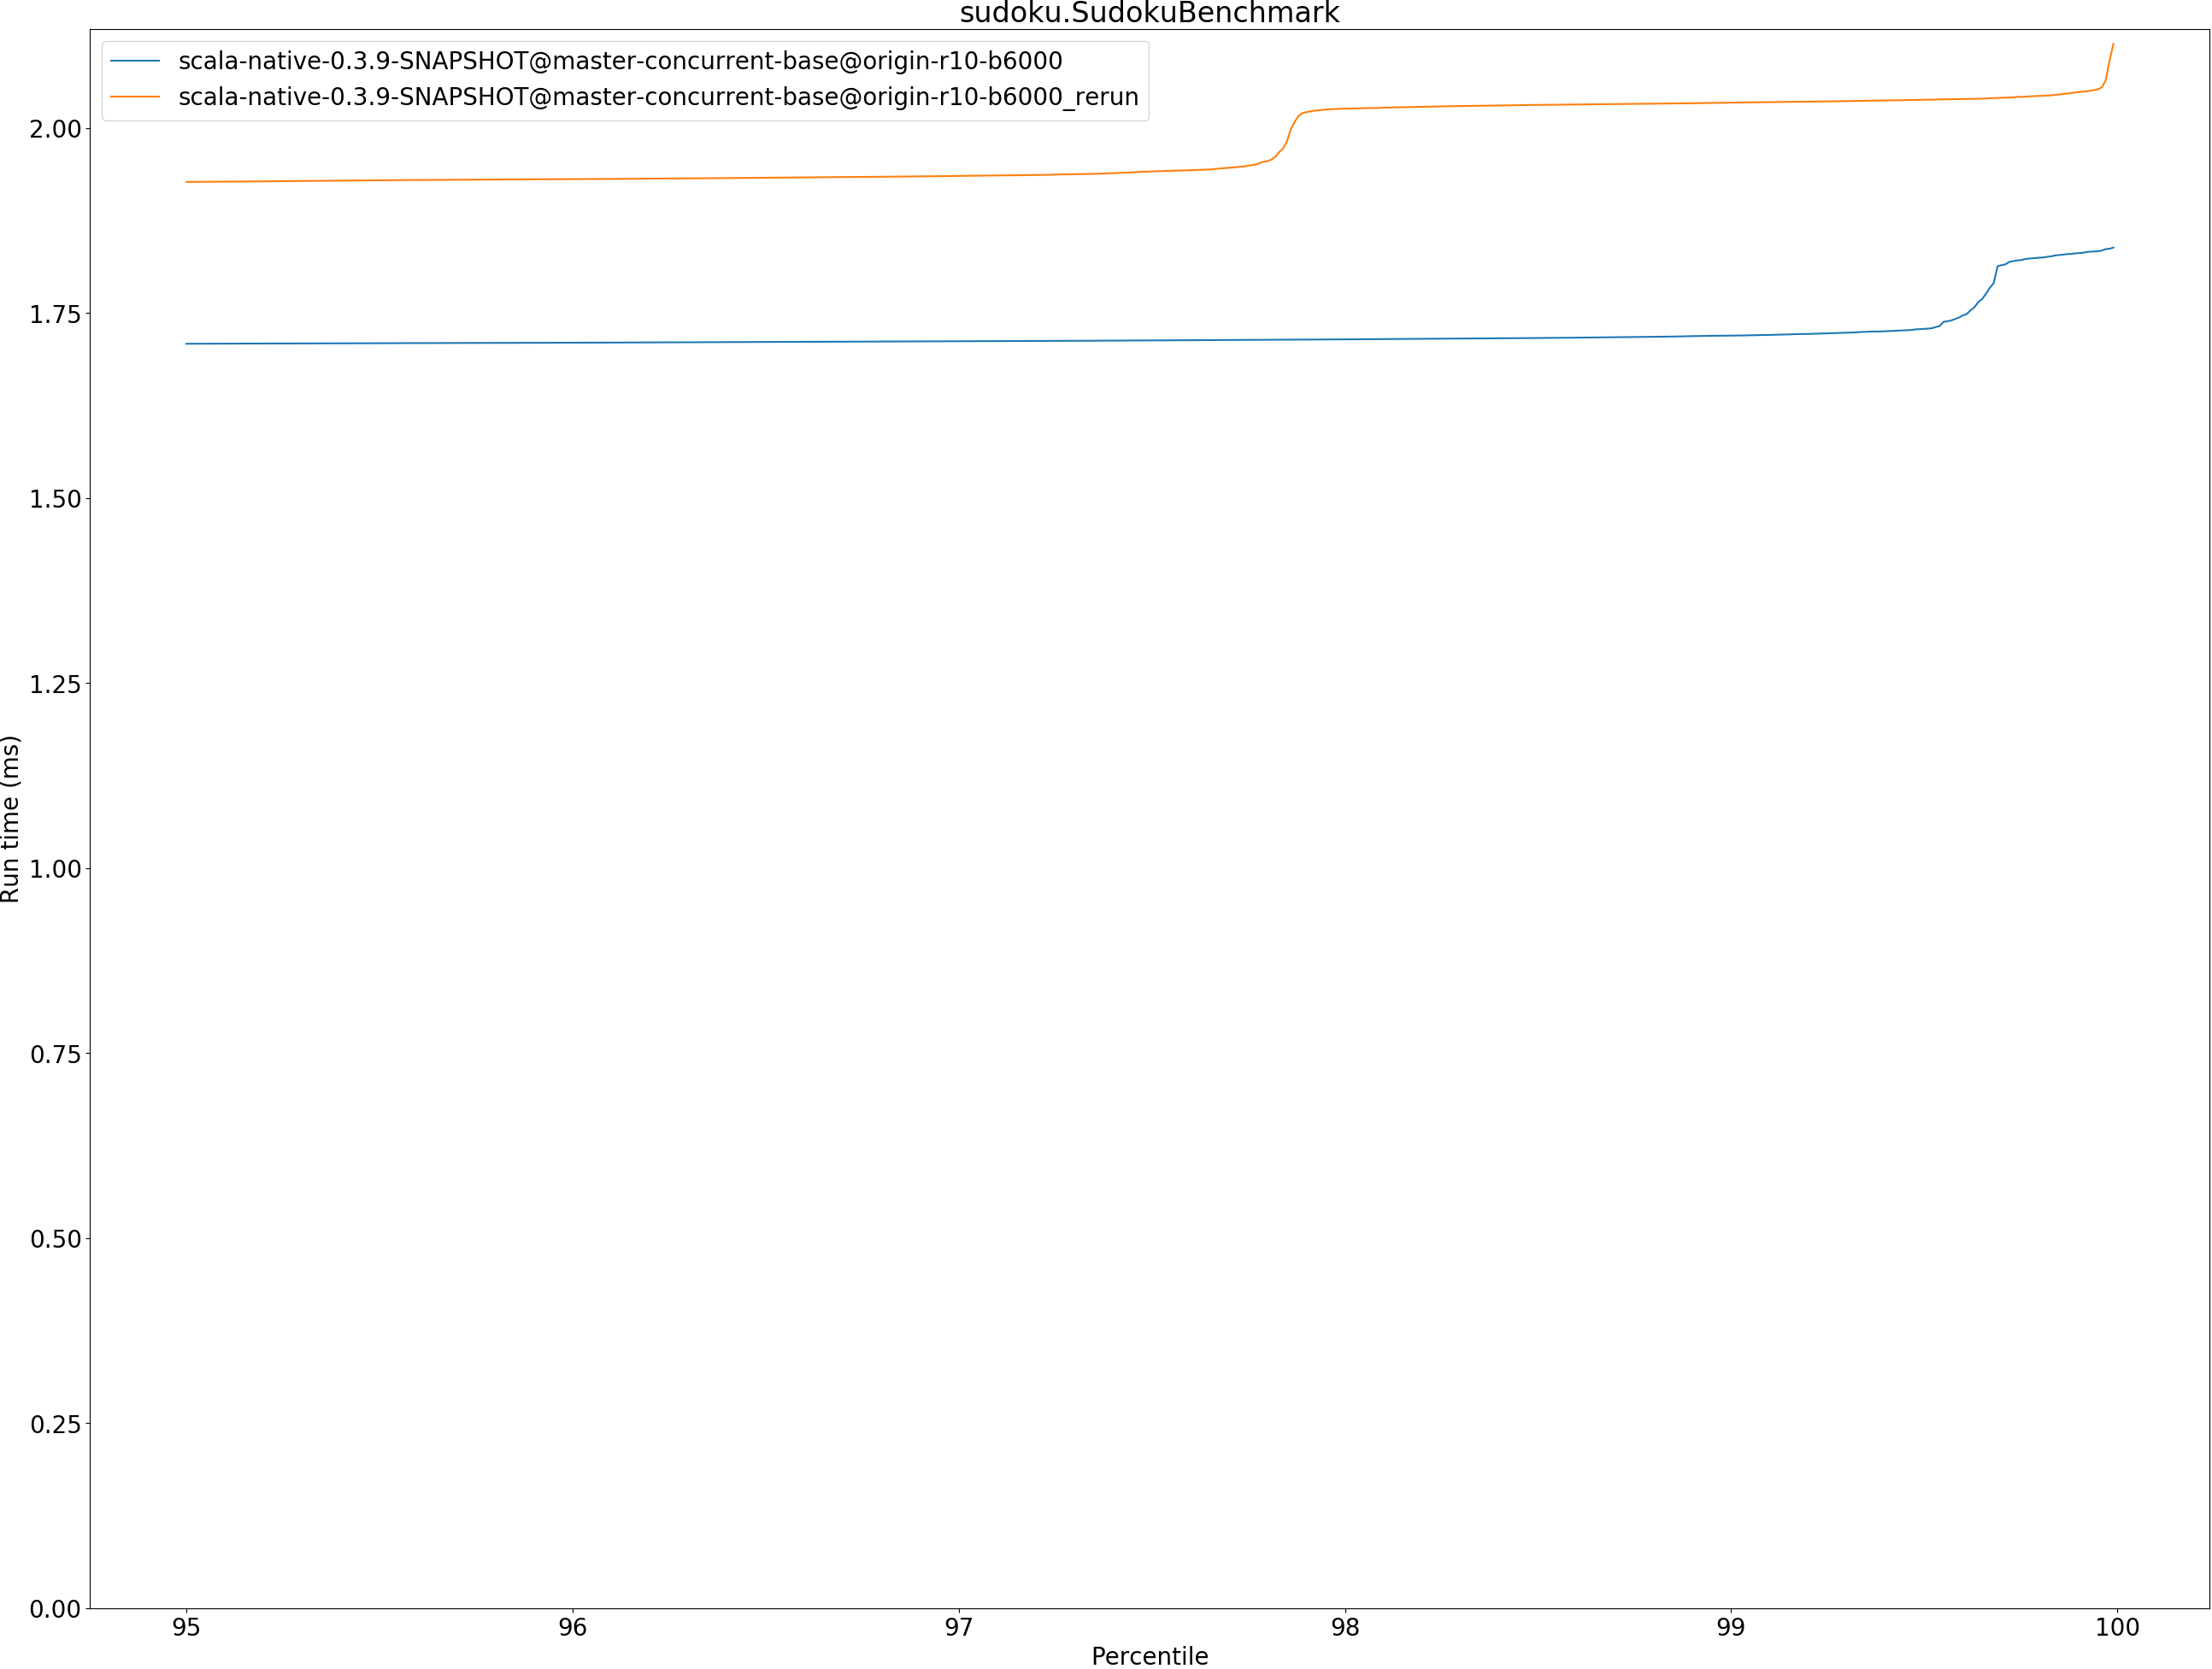 sudoku.SudokuBenchmark
scala-native-0.3.9-SNAPSHOT@master-concurrent-base@origin-r10-b6000
scala-native-0.3.9-SNAPSHOT@master-concurrent-base@origin-r10-b6000_rerun
2.00
1.75
1.50
1.25
1.00
0.75
0.50
0.25
0.00
Run time (ms)
95 96 97 98 99 100
Percentile